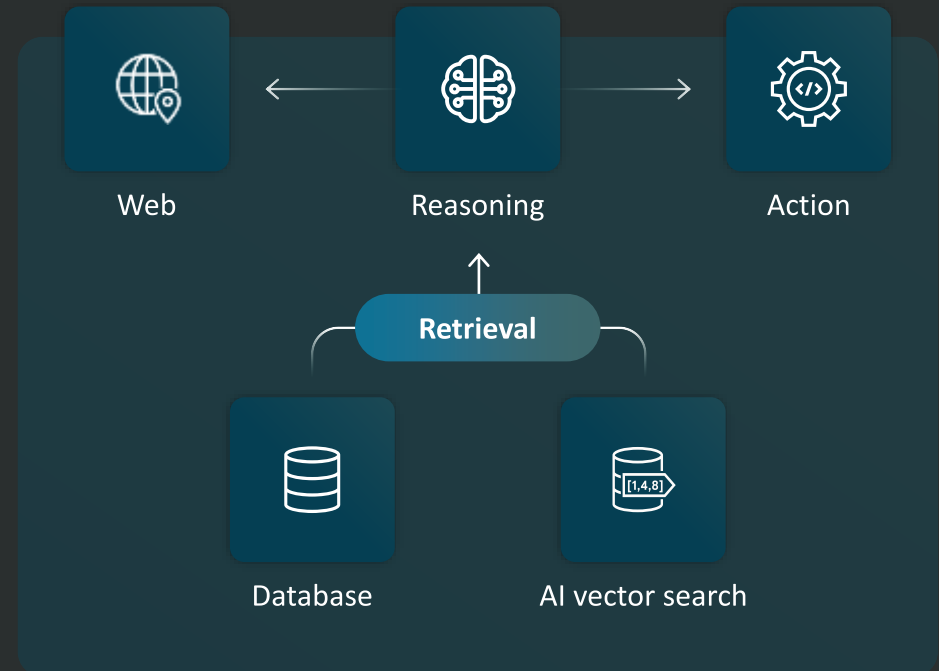 </>
Web
Reasoning
Action
Retrieval
[1,4,8]
Database
AI vector search